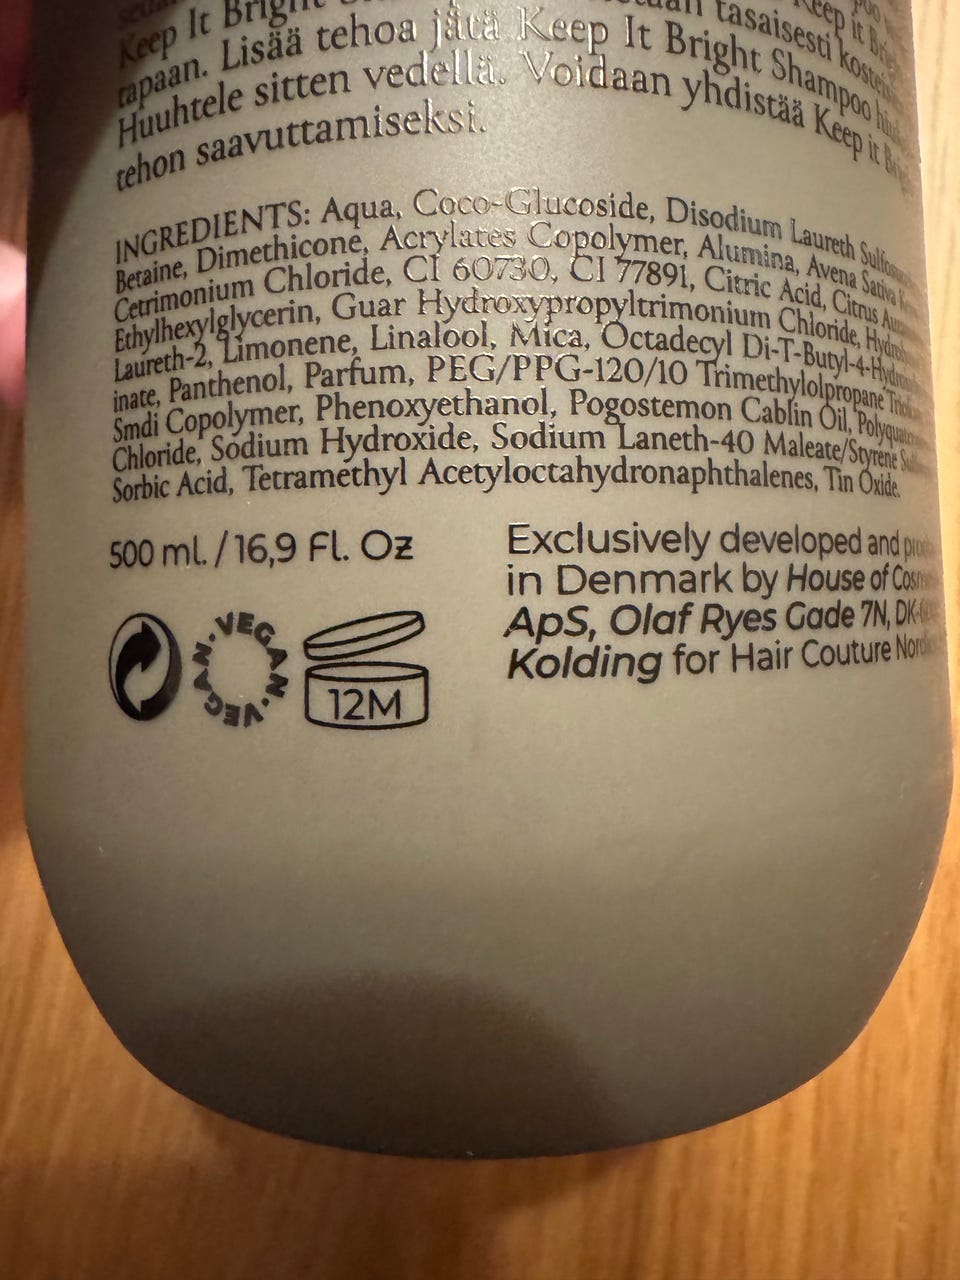 Keep It Bright
tapaan. Lisää tehoa jätä Keep It Bright Shampoo
Huuhtele sitten vedellä. Voidaan yhdistää Keep it
tehon saavuttamiseksi.
INGREDIENTS: Aqua, Coco-Glucoside, Disodium Laureth
Betaine, Dimethicone, Acrylates Copolymer, Alumina, Avena Sativa
Cetrimonium Chloride, CI 60730, CI 77891, Citric Acid, Citrus
Ethylhexylglycerin, Guar Hydroxypropyltrimonium Chloride,
Laureth-2, Limonene, Linalool, Mica, Octadecyl Di-T-Butyl-4-
inate, Panthenol, Parfum, PEG/PPG-120/10 Trimethylolpropane
Smdi Copolymer, Phenoxyethanol, Pogostemon Cablin Oil,
Chloride, Sodium Hydroxide, Sodium Laneth-40 Maleate/Styrene
Sorbic Acid, Tetramethyl Acetyloctahydronaphthalenes, Tin Oxide.
500 ml. / 16,9 Fl. Oz
VEGAN.VEGAN.
12M
Exclusively developed and
in Denmark by House of
ApS, Olaf Ryes Gade 7N, DK-
Kolding for Hair Couture